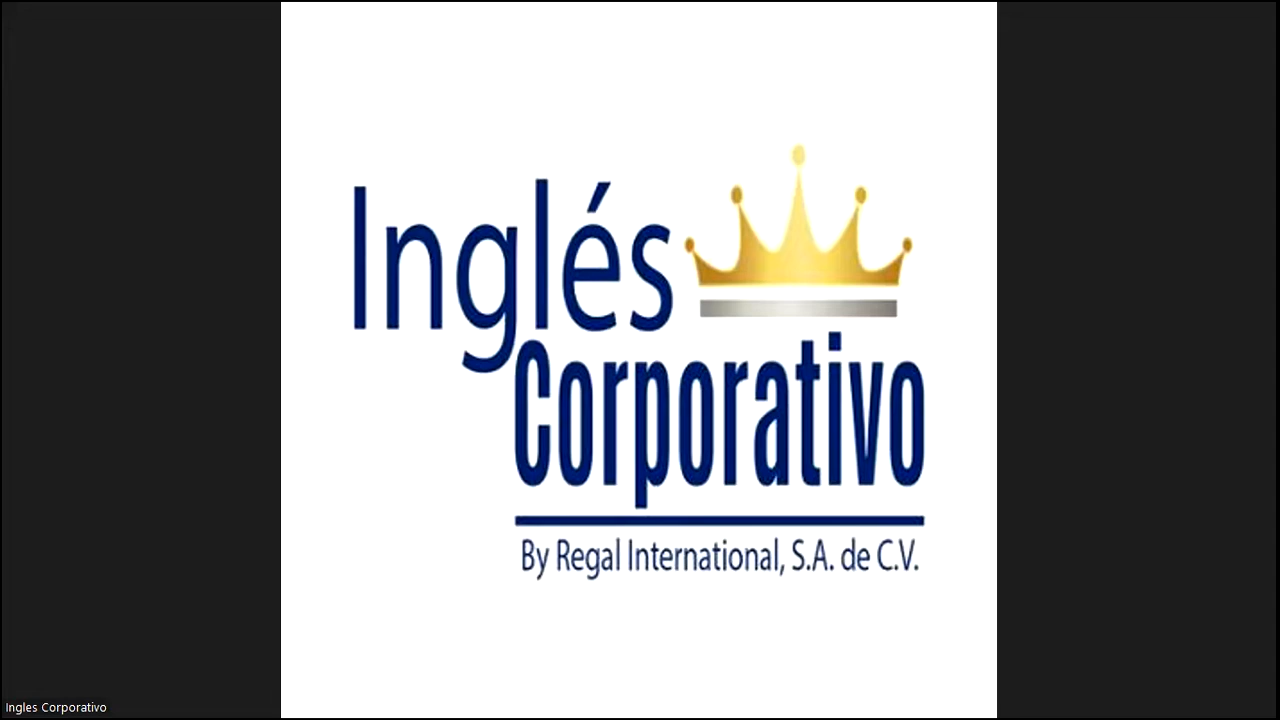 Inglés
Corporativo
By Regal International, S.A. de C.V.
Ingles Corporativo